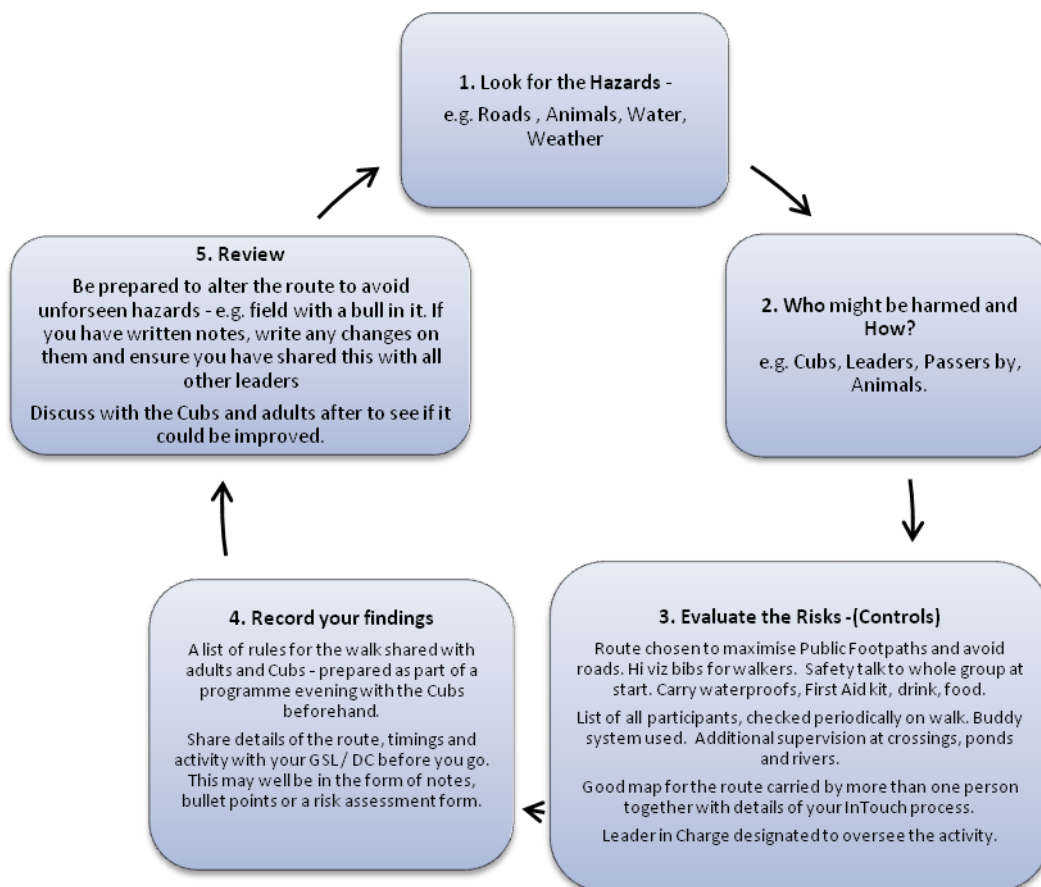 1. Look for the Hazards -
e.g. Roads , Animals, Water,
Weather
2. Who might be harmed and
How?
e.g. Cubs, Leaders, Passers by,
Animals.
3. Evaluate the Risks -(Controls)
Route chosen to maximise Public Footpaths and avoid
roads. Hi viz bibs for walkers.  Safety talk to whole group at
start. Carry waterproofs, First Aid kit, drink, food.
List of all participants, checked periodically on walk. Buddy
system used.  Additional supervision at crossings, ponds
and rivers.
Good map for the route carried by more than one person
together with details of your InTouch process.
Leader in Charge designated to oversee the activity.
4. Record your findings
A list of rules for the walk shared with
adults and Cubs - prepared as part of a
programme evening with the Cubs
beforehand.
Share details of the route, timings and
activity with your GSL / DC before you go.
This may well be in the form of notes,
bullet points or a risk assessment form.
5. Review
Be prepared to alter the route to avoid
unforseen hazards - e.g. field with a bull in it. If
you have written notes, write any changes on
them and ensure you have shared this with all
other leaders
Discuss with the Cubs and adults after to see if it
could be improved.